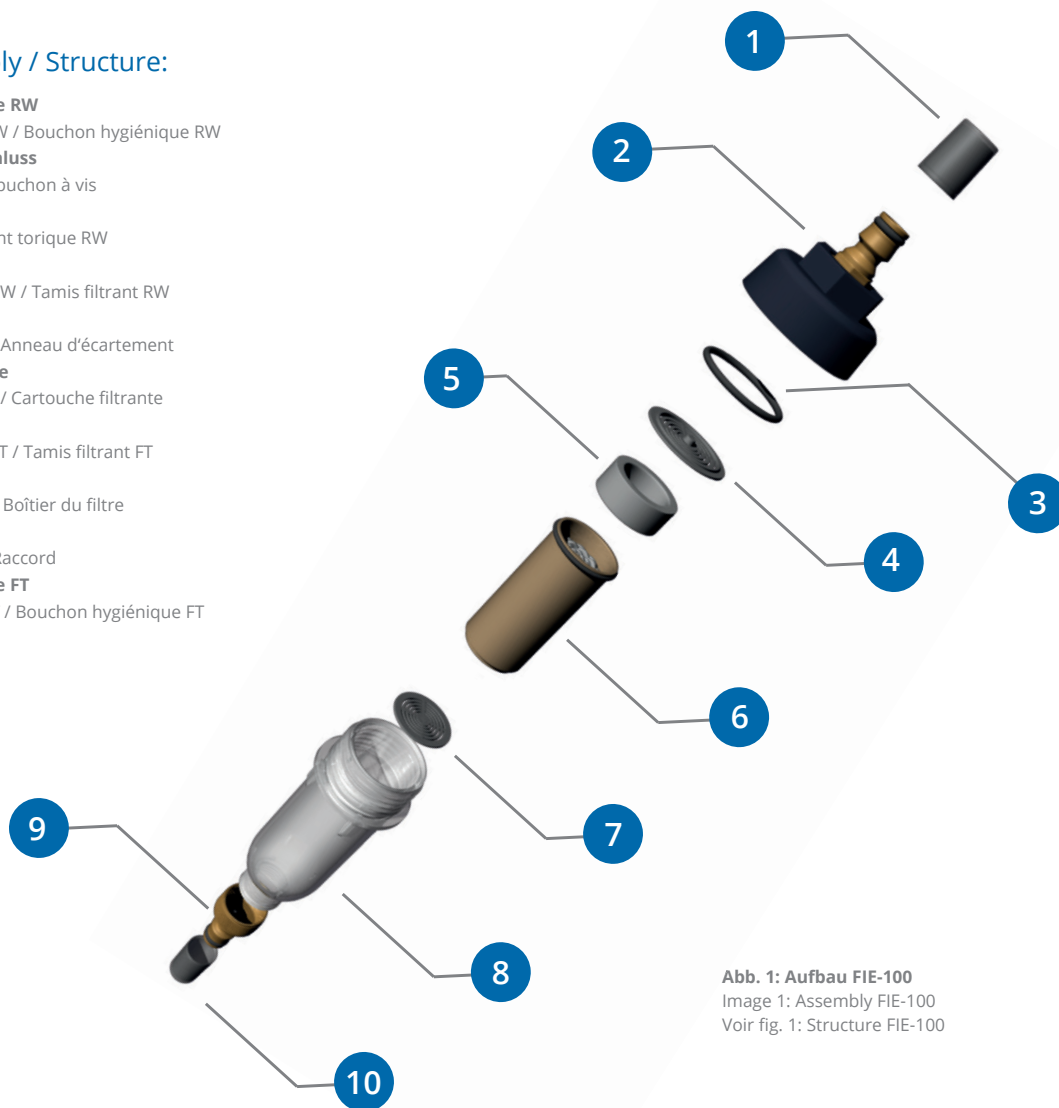 ly / Structure:
e RW
W / Bouchon hygiénique RW
luss
ouchon à vis
nt torique RW
W / Tamis filtrant RW
Anneau d‘écartement
e
/ Cartouche filtrante
T / Tamis filtrant FT
Boîtier du filtre
Raccord
e FT
/ Bouchon hygiénique FT
1
2
5
3
4
6
7
9
8
10
Abb. 1: Aufbau FIE-100
Image 1: Assembly FIE-100
Voir fig. 1: Structure FIE-100